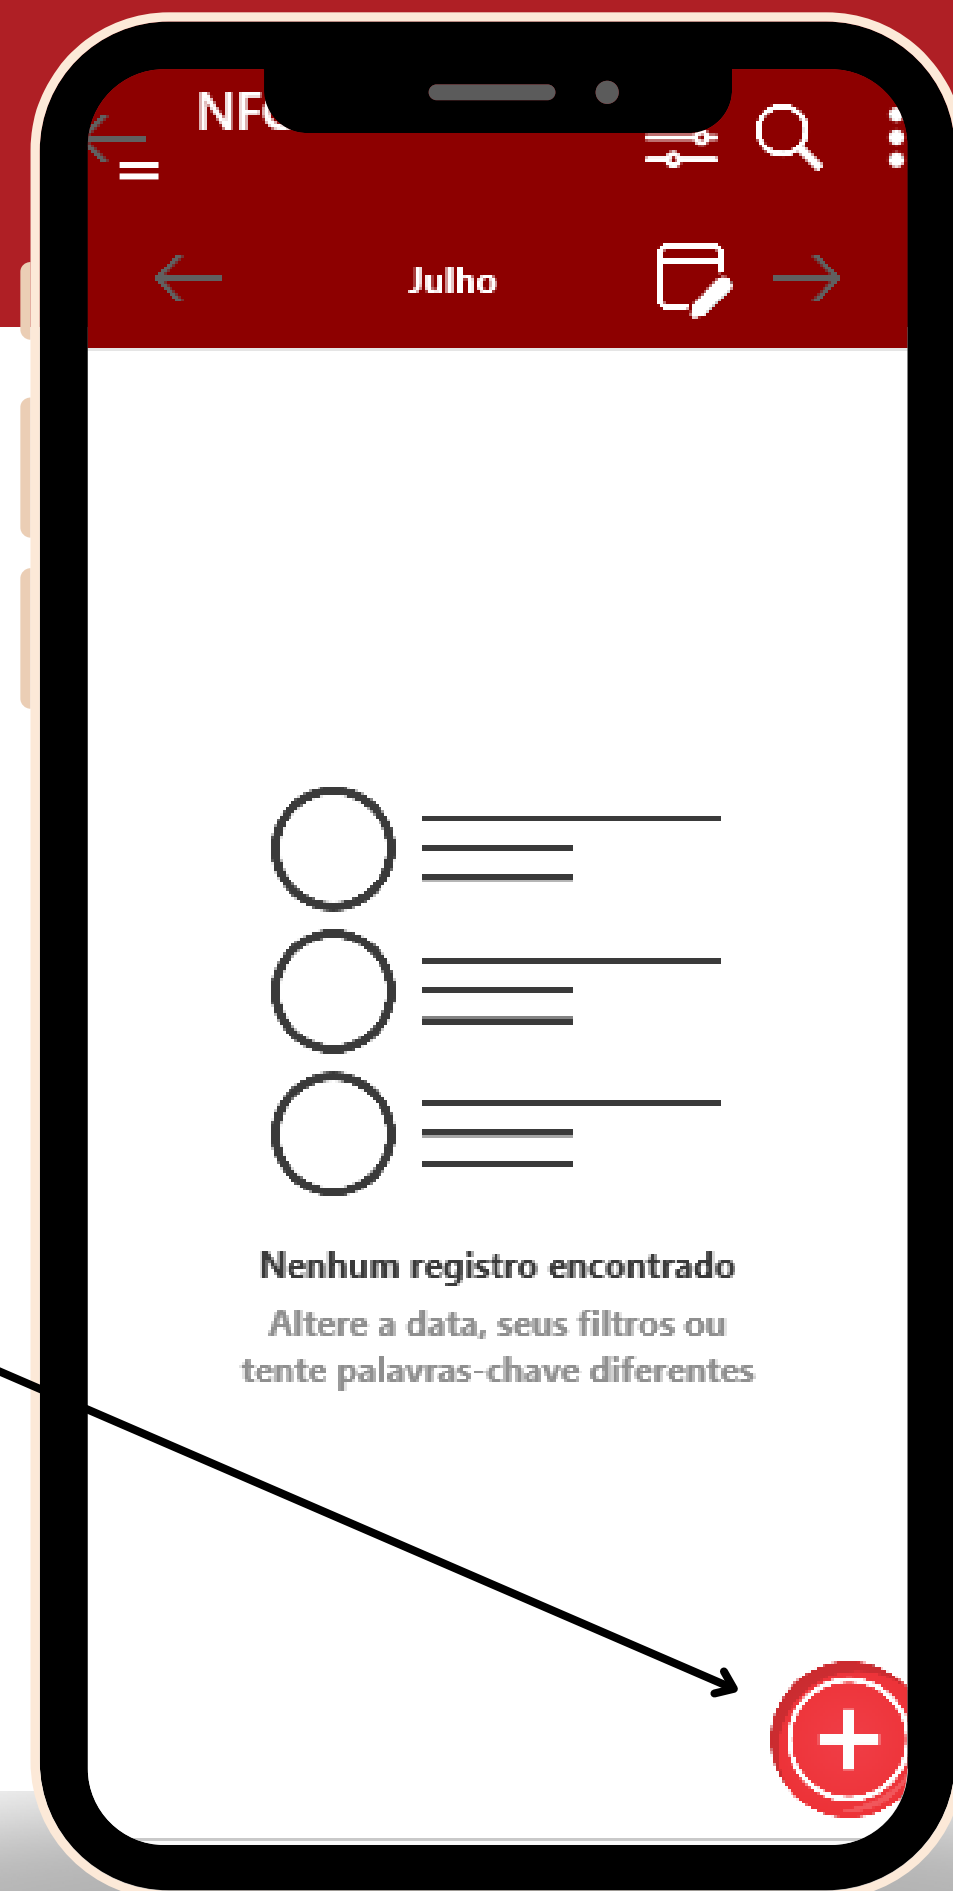 Julho
Nenhum registro encontrado
Altere a data, seus filtros ou
tente palavras-chave diferentes